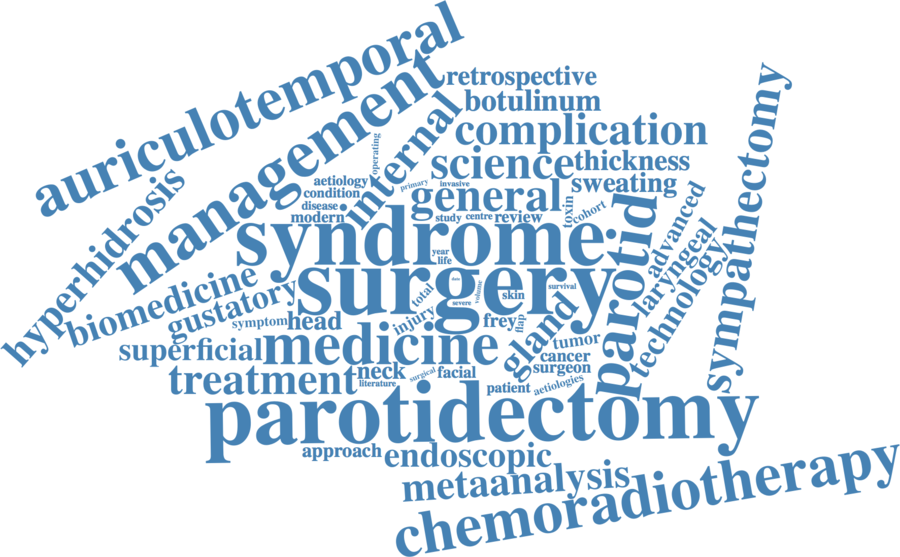 auriculotemporal
management
internal
retrospective
botulinum
complication
science
thickness
sweating
general
operating
aetiology
condition
disease
modern
primary
invasive
study
centre
review
toxin
cohort
hyperhidrosis
syndrome
surgery
parotid
advanced
laryngeal
technology
sympathectomy
year
life
data
total
severe
volume
skin
survival
biomedicine
gustatory
symptom
head
injury
frey
flap
gland
tumor
cancer
surgeon
superficial
medicine
treatment
neck
literature
surgical
facial
patient
aetiologies
parotidectomy
approach
endoscopic
metaanalysis
chemoradiotherapy